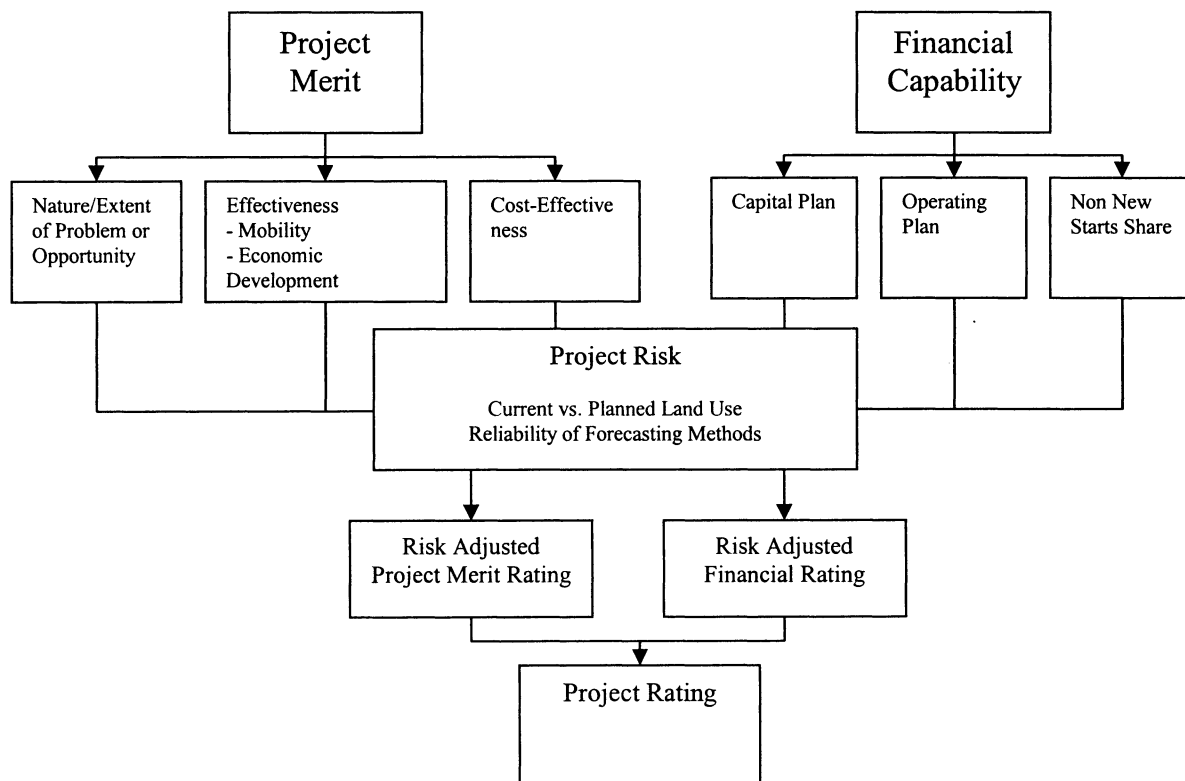 Project
Merit
Financial
Capability
Nature/Extent
of Problem or
Opportunity
Effectiveness
- Mobility
- Economic
Development
Cost-Effective
ness
Capital Plan
Operating
Plan
Non New
Starts Share
Project Risk
Current vs. Planned Land Use
Reliability of Forecasting Methods
Risk Adjusted
Project Merit Rating
Risk Adjusted
Financial Rating
Project Rating